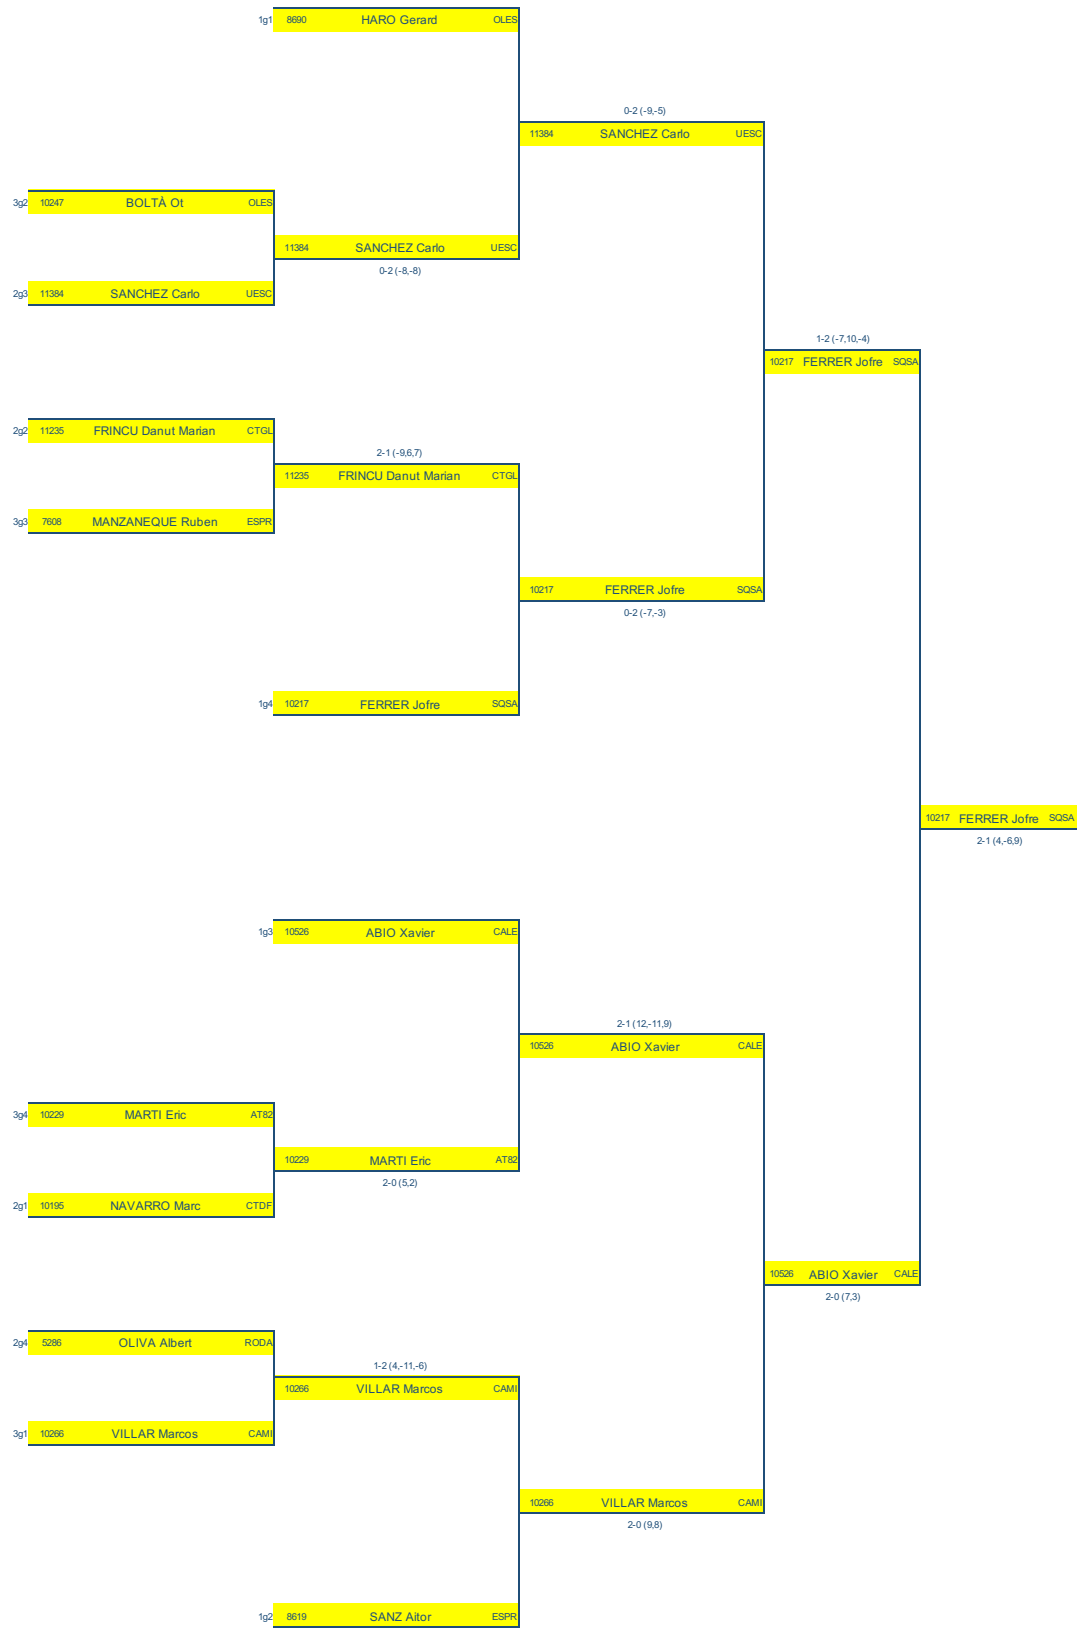 1g1 8690 HARO Gerard OLES
0-2 (-9,-5)
11384 SANCHEZ Carlo UESC
3g2 10247 BOLTÀ Ot OLES
11384 SANCHEZ Carlo UESC
0-2 (-8,-8)
2g3 11384 SANCHEZ Carlo UESC
1-2 (-7,10,-4)
10217 FERRER Jofre SQSA
2g2 11235 FRINCU Danut Marian CTGL
2-1 (-9,6,7)
11235 FRINCU Danut Marian CTGL
3g3 7608 MANZANEQUE Ruben ESPR
10217 FERRER Jofre SQSA
0-2 (-7,-3)
1g4 10217 FERRER Jofre SQSA
10217 FERRER Jofre SQSA
2-1 (4,-6,9)
1g3 10526 ABIO Xavier CALE
2-1 (12,-11,9)
10526 ABIO Xavier CALE
3g4 10229 MARTI Eric AT82
10229 MARTI Eric AT82
2-0 (5,2)
2g1 10195 NAVARRO Marc CTDF
10526 ABIO Xavier CALE
2-0 (7,3)
2g4 5286 OLIVA Albert RODA
1-2 (4,-11,-6)
10266 VILLAR Marcos CAMI
3g1 10266 VILLAR Marcos CAMI
10266 VILLAR Marcos CAMI
2-0 (9,8)
1g2 8619 SANZ Aitor ESPR